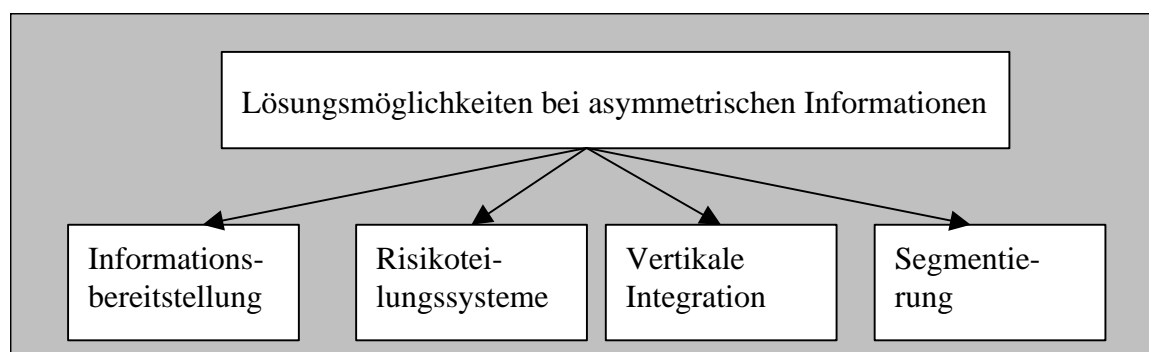 Lösungsmöglichkeiten bei asymmetrischen Informationen
Informations-
bereitstellung
Risikotei-
lungssysteme
Vertikale
Integration
Segmentie-
rung